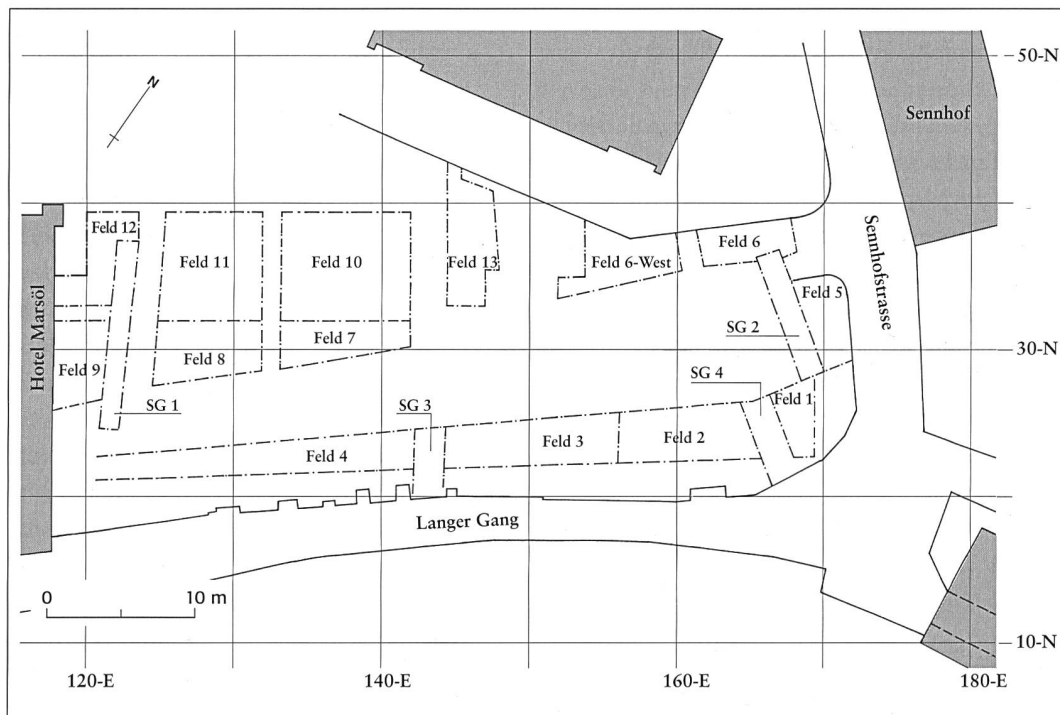 50-N
N
Sennhof
Feld 12
Feld 11
Feld 10
Feld 13
Feld 6-West
Feld 6
Feld 5
Sennhofstrasse
Hotel Marsöl
SG 2
Feld 7
Feld 8
Feld 9
30-N
SG 4
SG 1
SG 3
Feld 1
Feld 3
Feld 2
Feld 4
Langer Gang
0
10 m
10-N
120-E
140-E
160-E
180-E